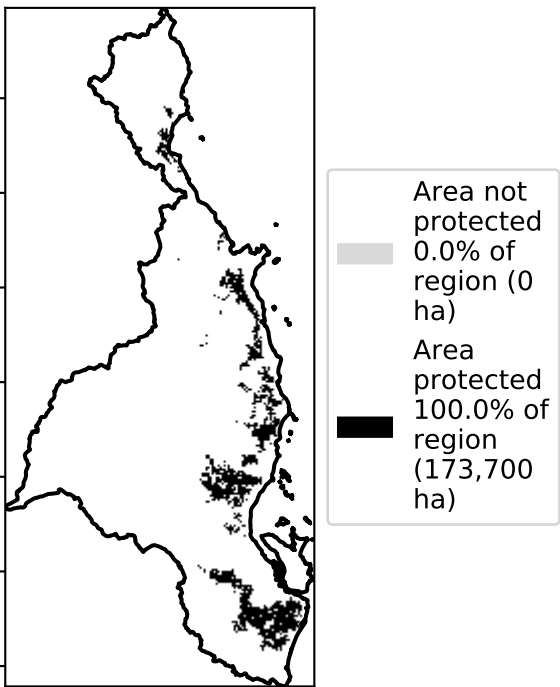 Area not
protected
0.0% of
region (0
ha)
Area
protected
100.0% of
region
(173,700
ha)